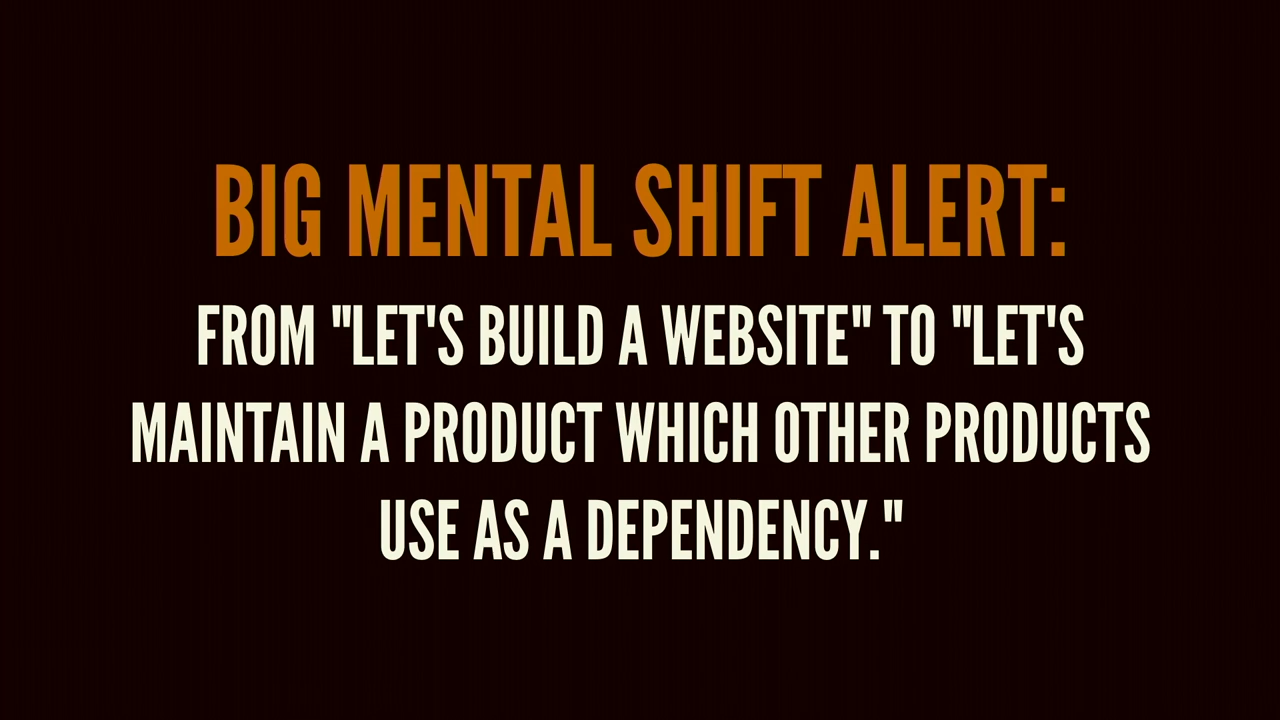 BIG MENTAL SHIFT ALERT:
FROM "LET'S BUILD A WEBSITE" TO "LET'S
MAINTAIN A PRODUCT WHICH OTHER PRODUCTS
USE AS A DEPENDENCY."